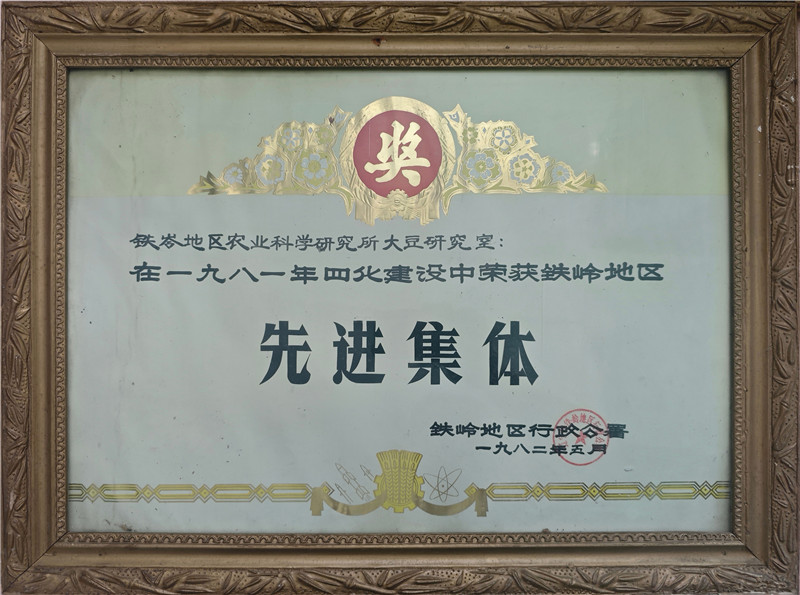 奖
铁岺地区农业科学研究所大豆研究室：
在一九八一年四化建设中荣获铁岭地区
先进集体
铁岭地区行政公署
一九八二年五月